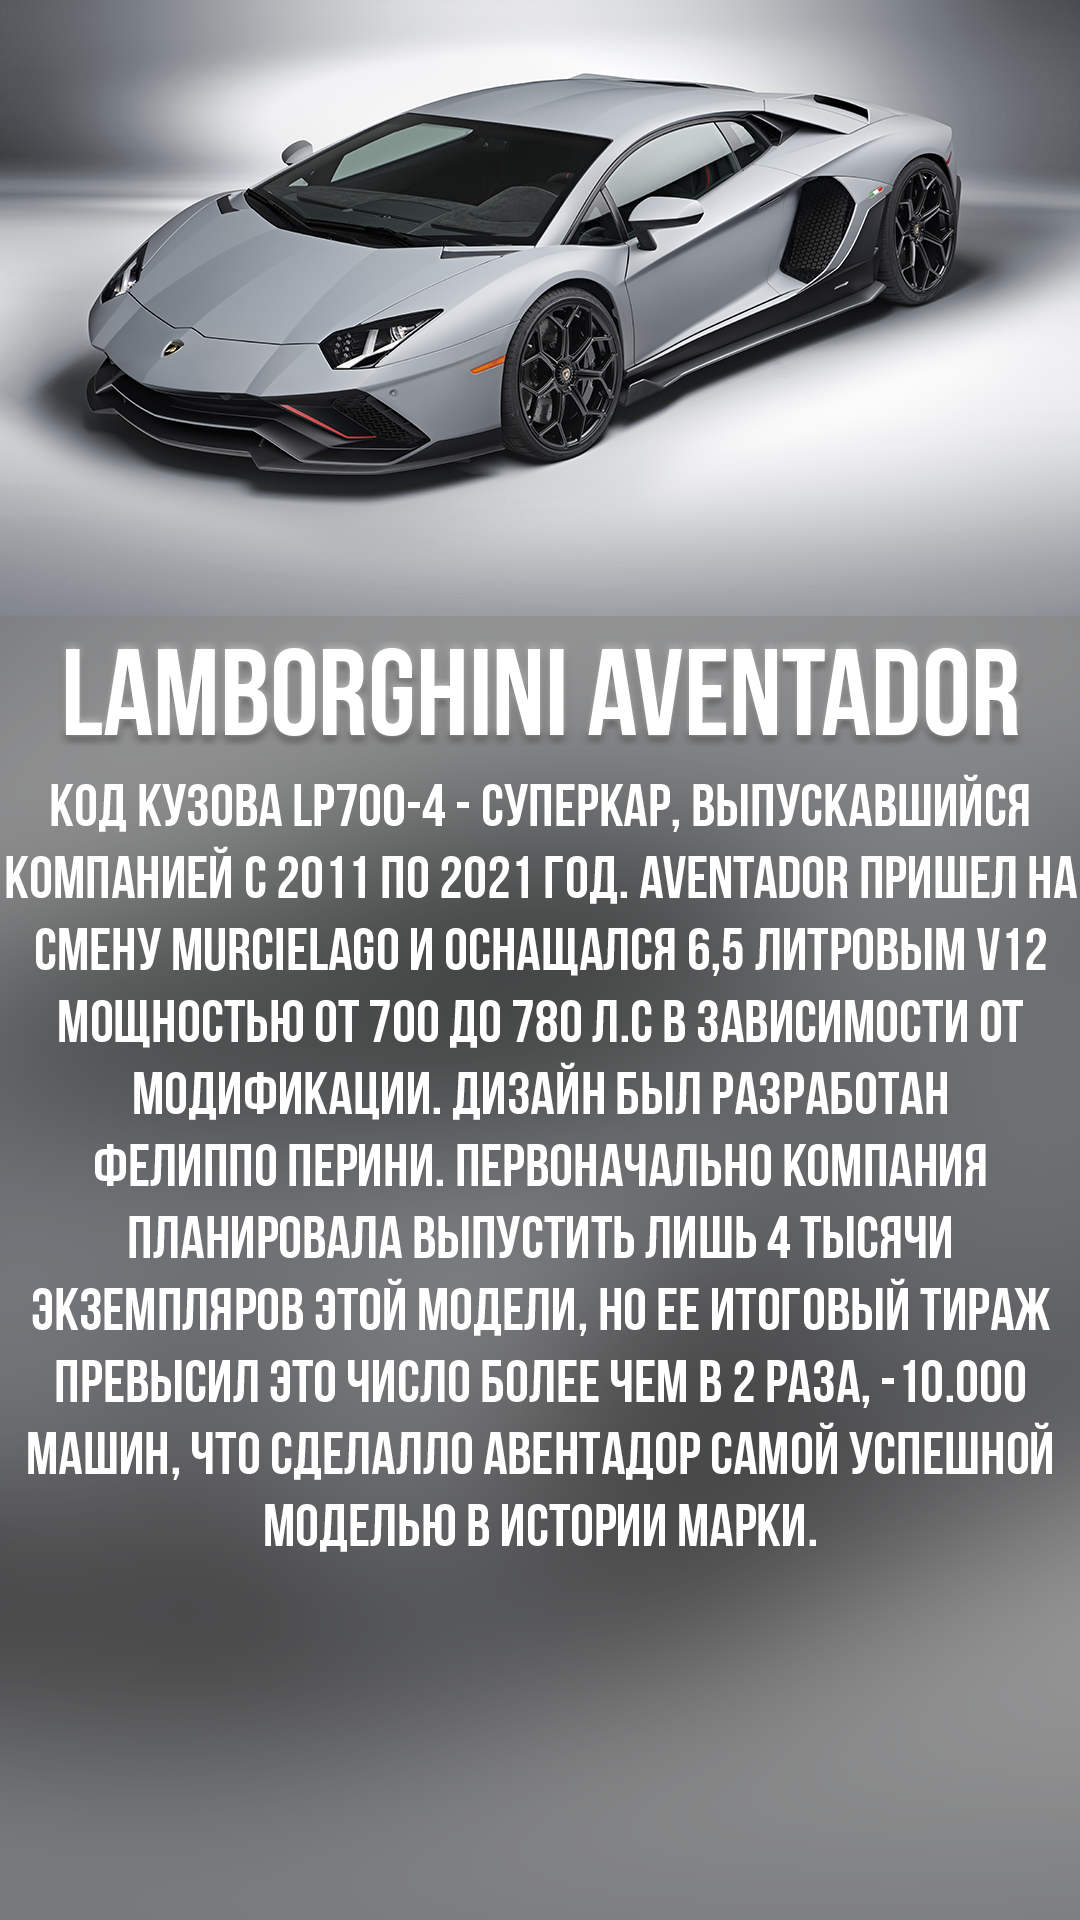 LAMBORGHINI AVENTADOR
КОД КУЗОВА LP700-4 - СУПЕРКАР, ВЫПУСКАВШИЙСЯ
КОМПАНИЕЙ С 2011 ПО 2021 ГОД. AVENTADOR ПРИШЕЛ НА
СМЕНУ MURCIELAGO И ОСНАЩАЛСЯ 6,5 ЛИТРОВЫМ V12
МОЩНОСТЬЮ ОТ 700 ДО 780 Л.С В ЗАВИСИМОСТИ ОТ
МОДИФИКАЦИИ. ДИЗАЙН БЫЛ РАЗРАБОТАН
ФЕЛИППО ПЕРИНИ. ПЕРВОНАЧАЛЬНО КОМПАНИЯ
ПЛАНИРОВАЛА ВЫПУСТИТЬ ЛИШЬ 4 ТЫСЯЧИ
ЭКЗЕМПЛЯРОВ ЭТОЙ МОДЕЛИ, НО ЕЕ ИТОГОВЫЙ ТИРАЖ
ПРЕВЫСИЛ ЭТО ЧИСЛО БОЛЕЕ ЧЕМ В 2 РАЗА, -10.000
МАШИН, ЧТО СДЕЛАЛЛО АВЕНТАДОР САМОЙ УСПЕШНОЙ
МОДЕЛЬЮ В ИСТОРИИ МАРКИ.